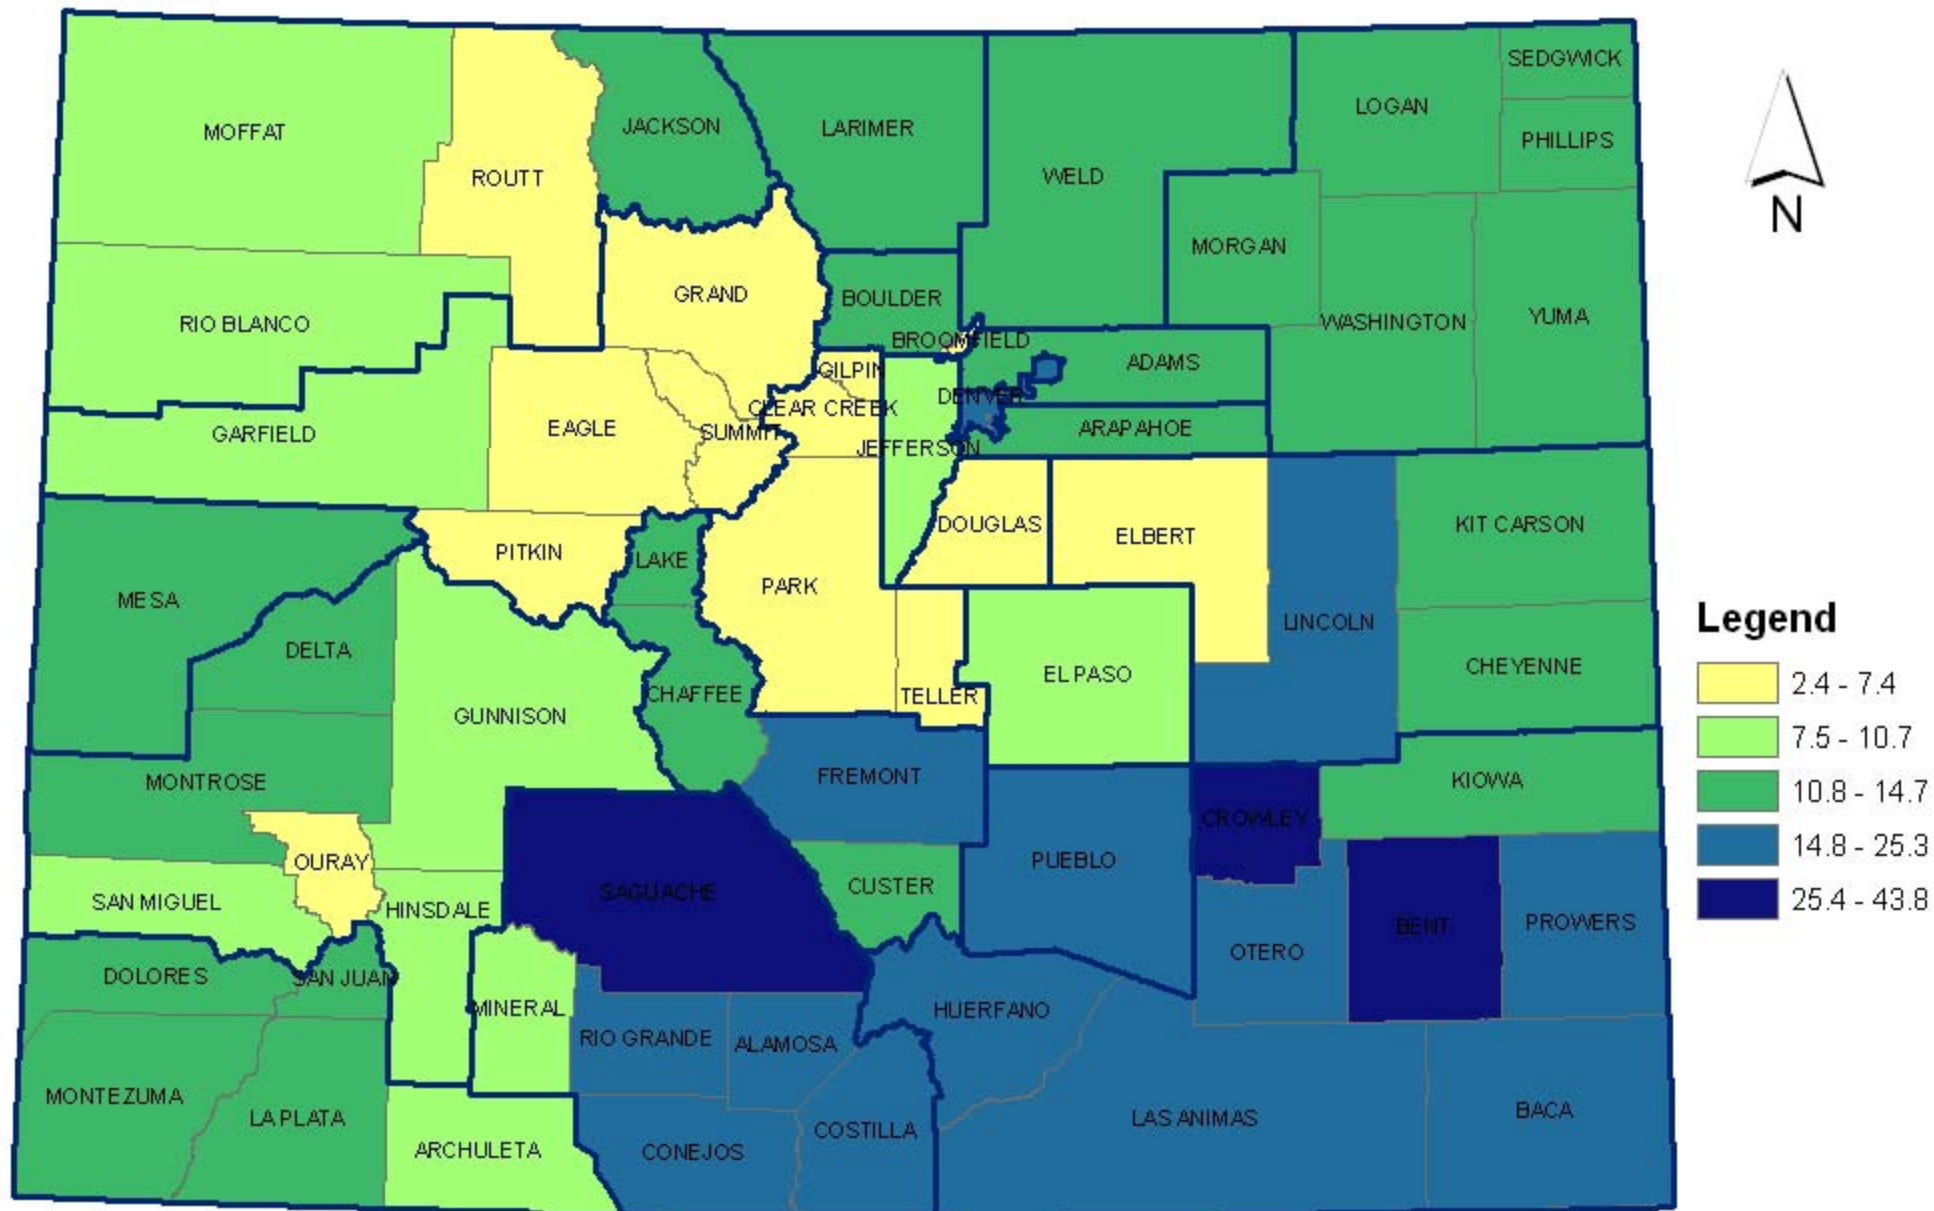 SEDGWICK
LOGAN
JACKSON
LARIMER
MOFFAT
PHILLIPS
ROUTT
WELD
N
MORGAN
GRAND
BOULDER
YUMA
RIO BLANCO
WASHINGTON
BROOMFIELD
ADAMS
GILPIN
DENVER
CLEAR CREEK
GARFIELD
EAGLE
SUMMIT
ARAPAHOE
JEFFERSON
DOUGLAS
KIT CARSON
ELBERT
PITKIN
LAKE
PARK
MESA
LINCOLN
Legend
DELTA
CHEYENNE
EL PASO
2.4 - 7.4
CHAFFEE
TELLER
GUNNISON
7.5 - 10.7
FREMONT
KIOWA
MONTROSE
10.8 - 14.7
CROWLEY
14.8 - 25.3
PUEBLO
OURAY
CUSTER
SAGUACHE
25.4 - 43.8
SAN MIGUEL
HINSDALE
PROWERS
BENT
OTERO
DOLORES
SAN JUAN
MINERAL
HUERFANO
RIO GRANDE
ALAMOSA
MONTEZUMA
LA PLATA
LAS ANIMAS
BACA
COSTILLA
ARCHULETA
CONEJOS